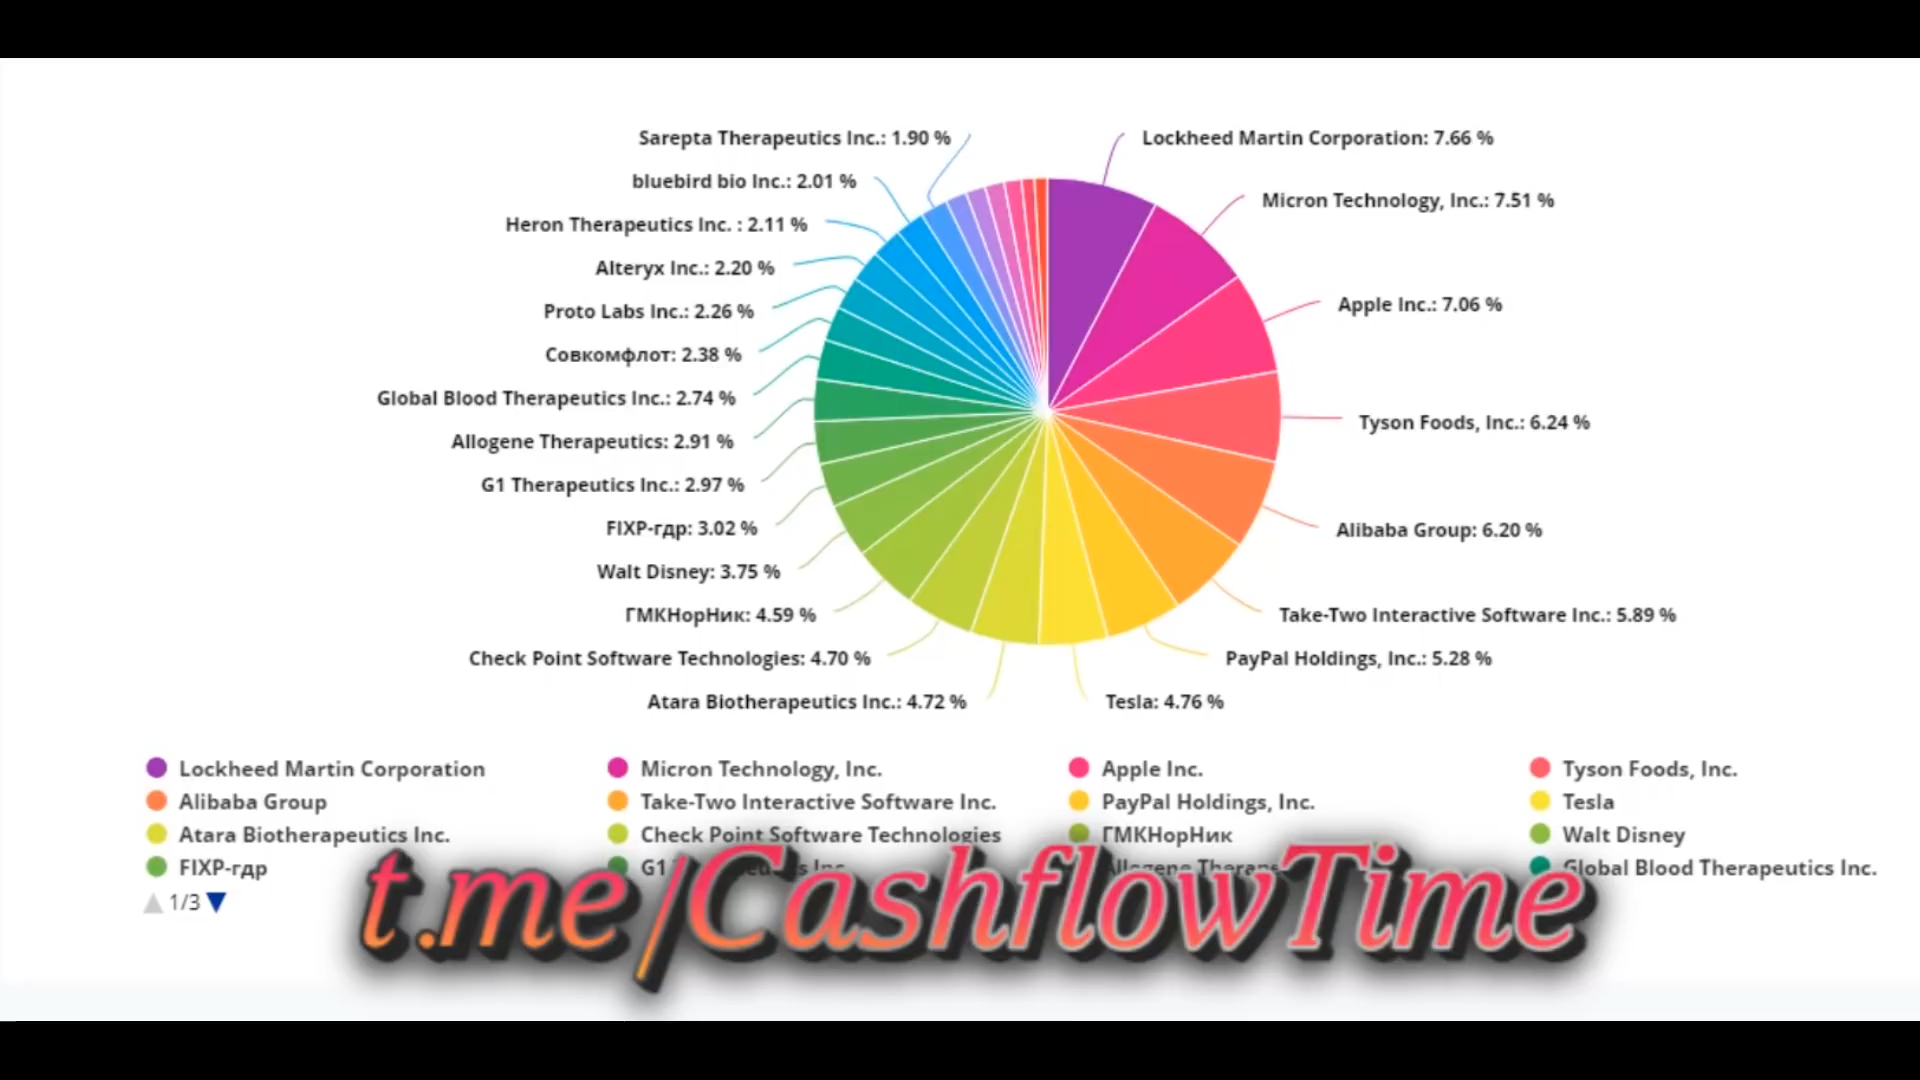 Sarepta Therapeutics Inc.: 1.90 %
bluebird bio Inc.: 2.01 %
Heron Therapeutics Inc. : 2.11 %
Alteryx Inc.: 2.20 %
Proto Labs Inc.: 2.26 %
Совкомфлот: 2.38 %
Global Blood Therapeutics Inc.: 2.74 %
Allogene Therapeutics: 2.91 %
G1 Therapeutics Inc.: 2.97 %
FIXP-гдр: 3.02 %
Walt Disney: 3.75 %
ГМКНорНик: 4.59 %
Check Point Software Technologies: 4.70 %
Atara Biotherapeutics Inc.: 4.72 %
Lockheed Martin Corporation: 7.66 %
Micron Technology, Inc.: 7.51 %
Apple Inc.: 7.06 %
Tyson Foods, Inc.: 6.24 %
Alibaba Group: 6.20 %
Take-Two Interactive Software Inc.: 5.89 %
PayPal Holdings, Inc.: 5.28 %
Tesla: 4.76 %
Lockheed Martin Corporation Micron Technology, Inc. Apple Inc. Tyson Foods, Inc.
Alibaba Group Take-Two Interactive Software Inc. PayPal Holdings, Inc. Tesla
Atara Biotherapeutics Inc. Check Point Software Technologies ГМКНорНик Walt Disney
FIXP-гдр G1 Allogene Global Blood Therapeutics Inc.
1/3
t.me/CashflowTime